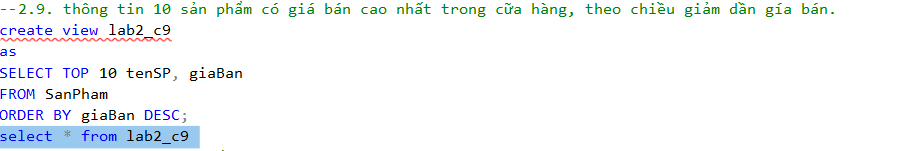 --2.9. thông tin 10 sản phẩm có giá bán cao nhất trong cữa hàng, theo chiều giảm dần gía bán.
create view lab2_c9
as
SELECT TOP 10 tenSP, giaBan
FROM SanPham
ORDER BY giaBan DESC;
select * from lab2_c9